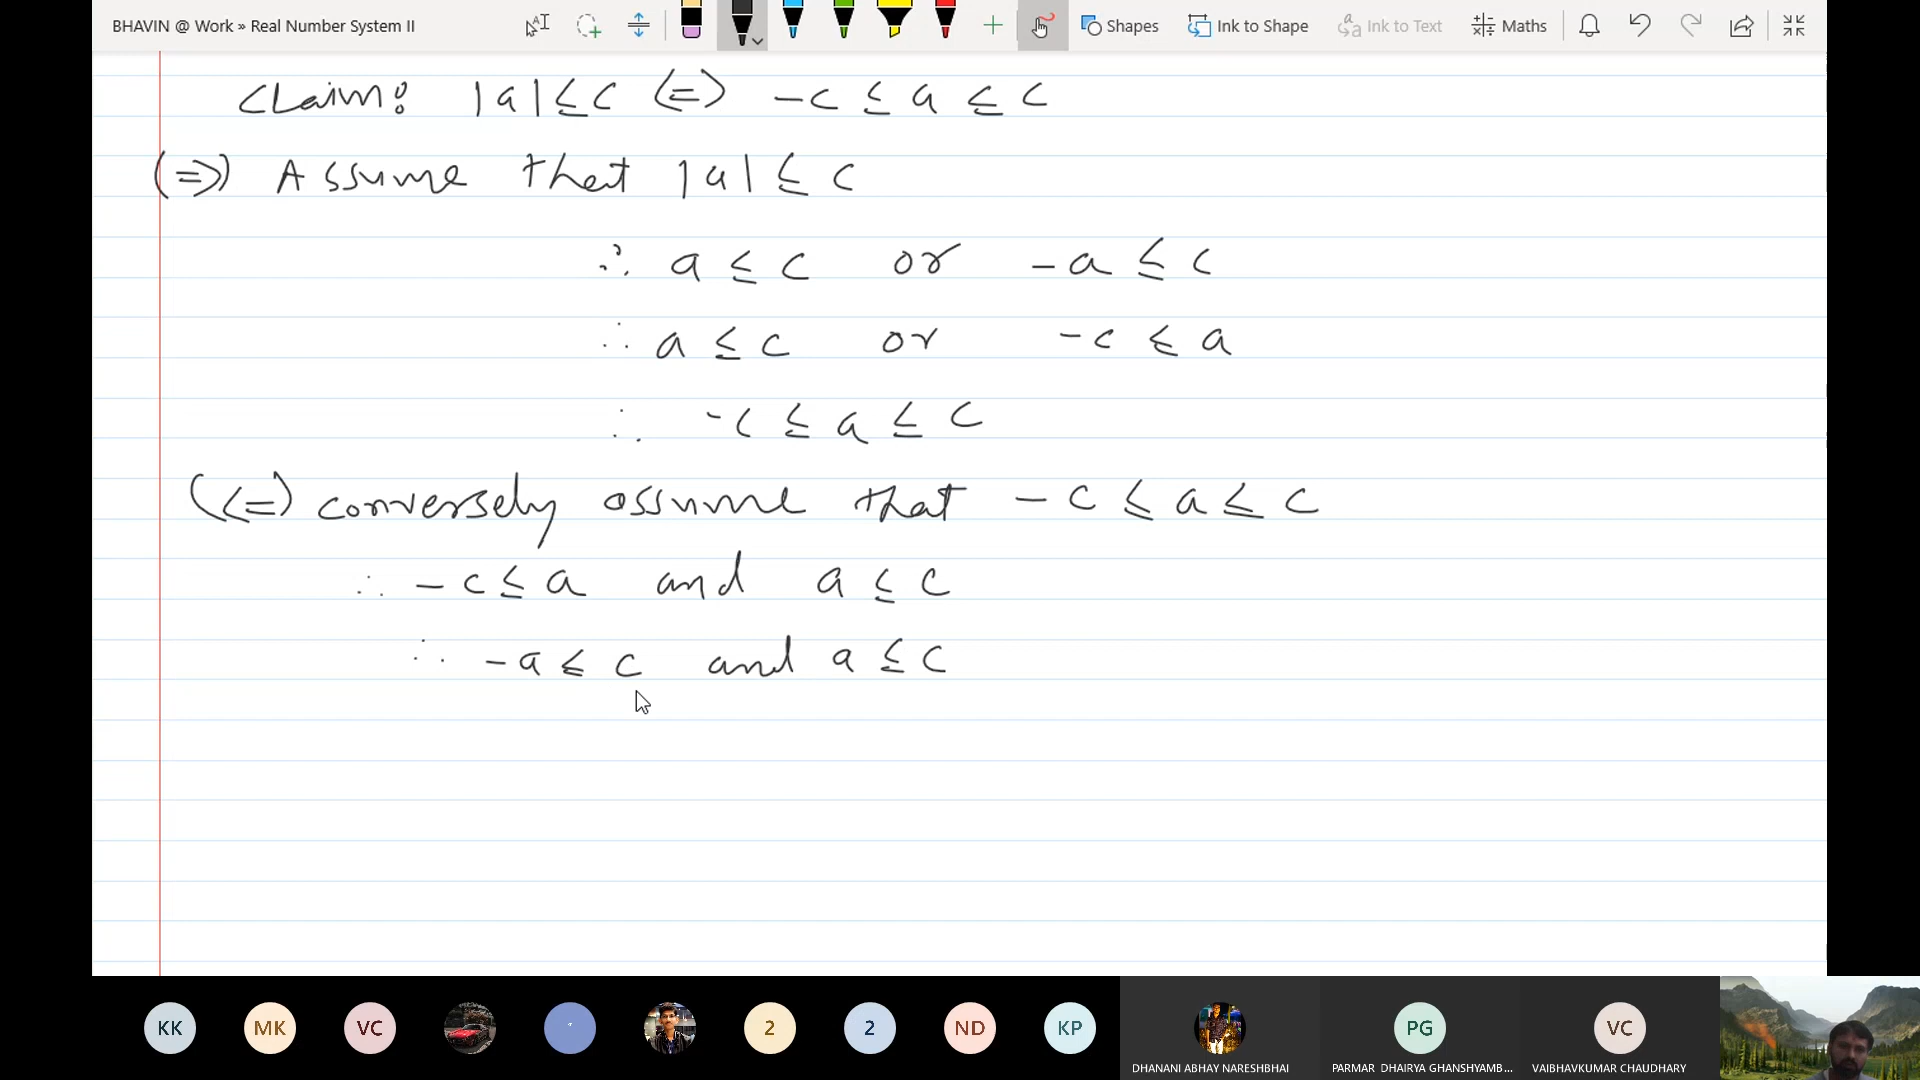 BHAVIN @ Work » Real Number System II
Shapes
Ink to Shape
Ink to Text
Maths
Claim: |a| ≤ c (⇔) -c ≤ a ≤ c
(⇒) Assume that |a| ≤ c
∴ a ≤ c or -a ≤ c
∴ a ≤ c or -c ≤ a
∴ -c ≤ a ≤ c
(⇐) conversely assume that -c ≤ a ≤ c
∴ -c ≤ a and a ≤ c
∴ -a ≤ c and a ≤ c
KK
MK
VC
2
2
ND
KP
PG
VC
DHANANI ABHAY NARESHBHAI
PARMAR DHAIRYA GHANSHYAMB...
VAIBHAVKUMAR CHAUDHARY